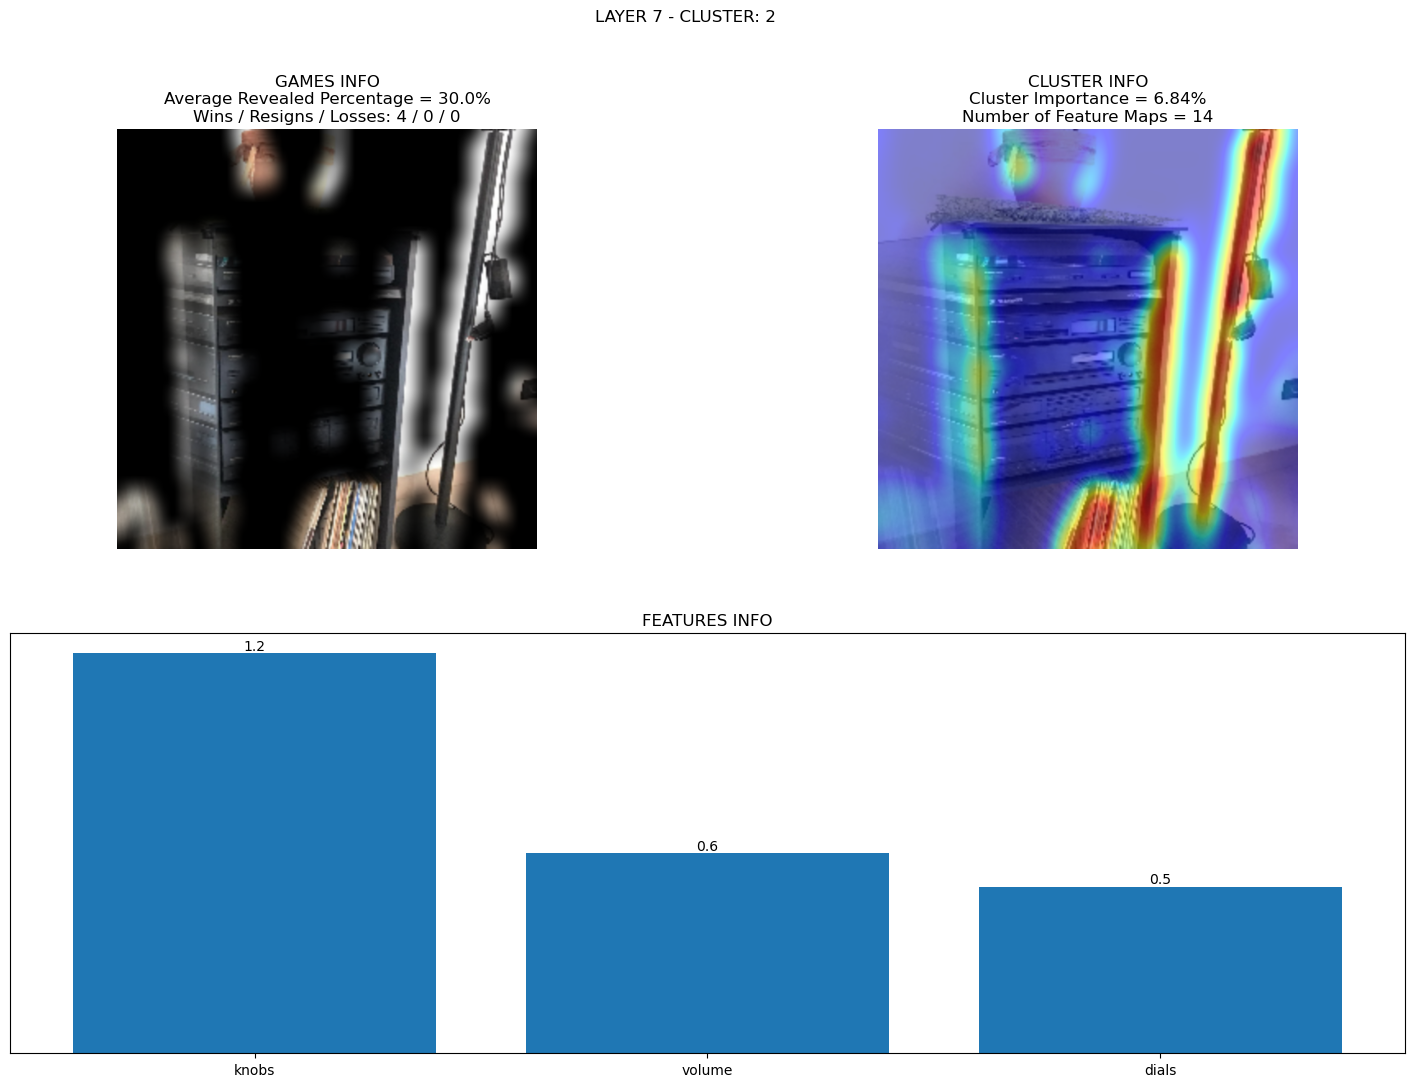 LAYER 7 - CLUSTER: 2
GAMES INFO
Average Revealed Percentage = 30.0%
Wins / Resigns / Losses: 4 / 0 / 0
CLUSTER INFO
Cluster Importance = 6.84%
Number of Feature Maps = 14
FEATURES INFO
1.2
0.6
0.5
knobs
volume
dials